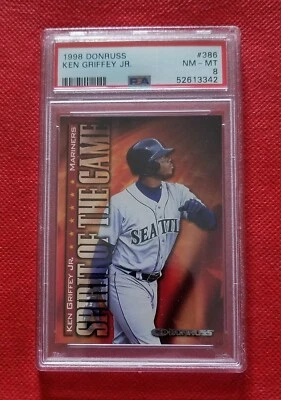 1998 DONRUSS #386
KEN GRIFFEY JR. NM - MT
8
PSA 52613342
KEN GRIFFEY JR. MARINERS
SPIRIT OF THE GAME
SEATTLE
DONRUSS